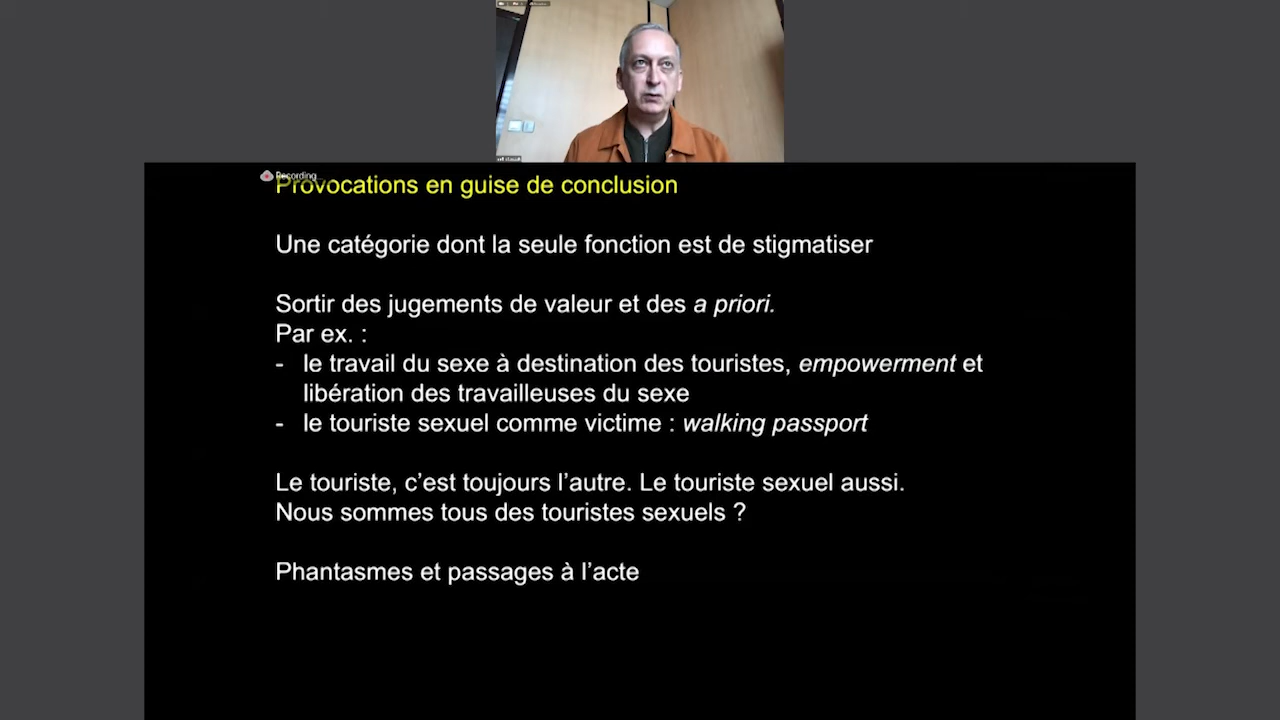 Recording
Provocations en guise de conclusion
Une catégorie dont la seule fonction est de stigmatiser
Sortir des jugements de valeur et des a priori.
Par ex. :
- le travail du sexe à destination des touristes, empowerment et
libération des travailleuses du sexe
- le touriste sexuel comme victime : walking passport
Le touriste, c’est toujours l’autre. Le touriste sexuel aussi.
Nous sommes tous des touristes sexuels ?
Phantasmes et passages à l’acte